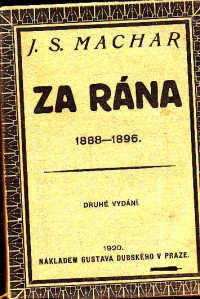 J. S. MACHAR
ZA RÁNA
1888—1896.
DRUHÉ VYDÁNÍ.
1920.
NÁKLADEM GUSTAVA DUBSKÉHO V PRAZE.